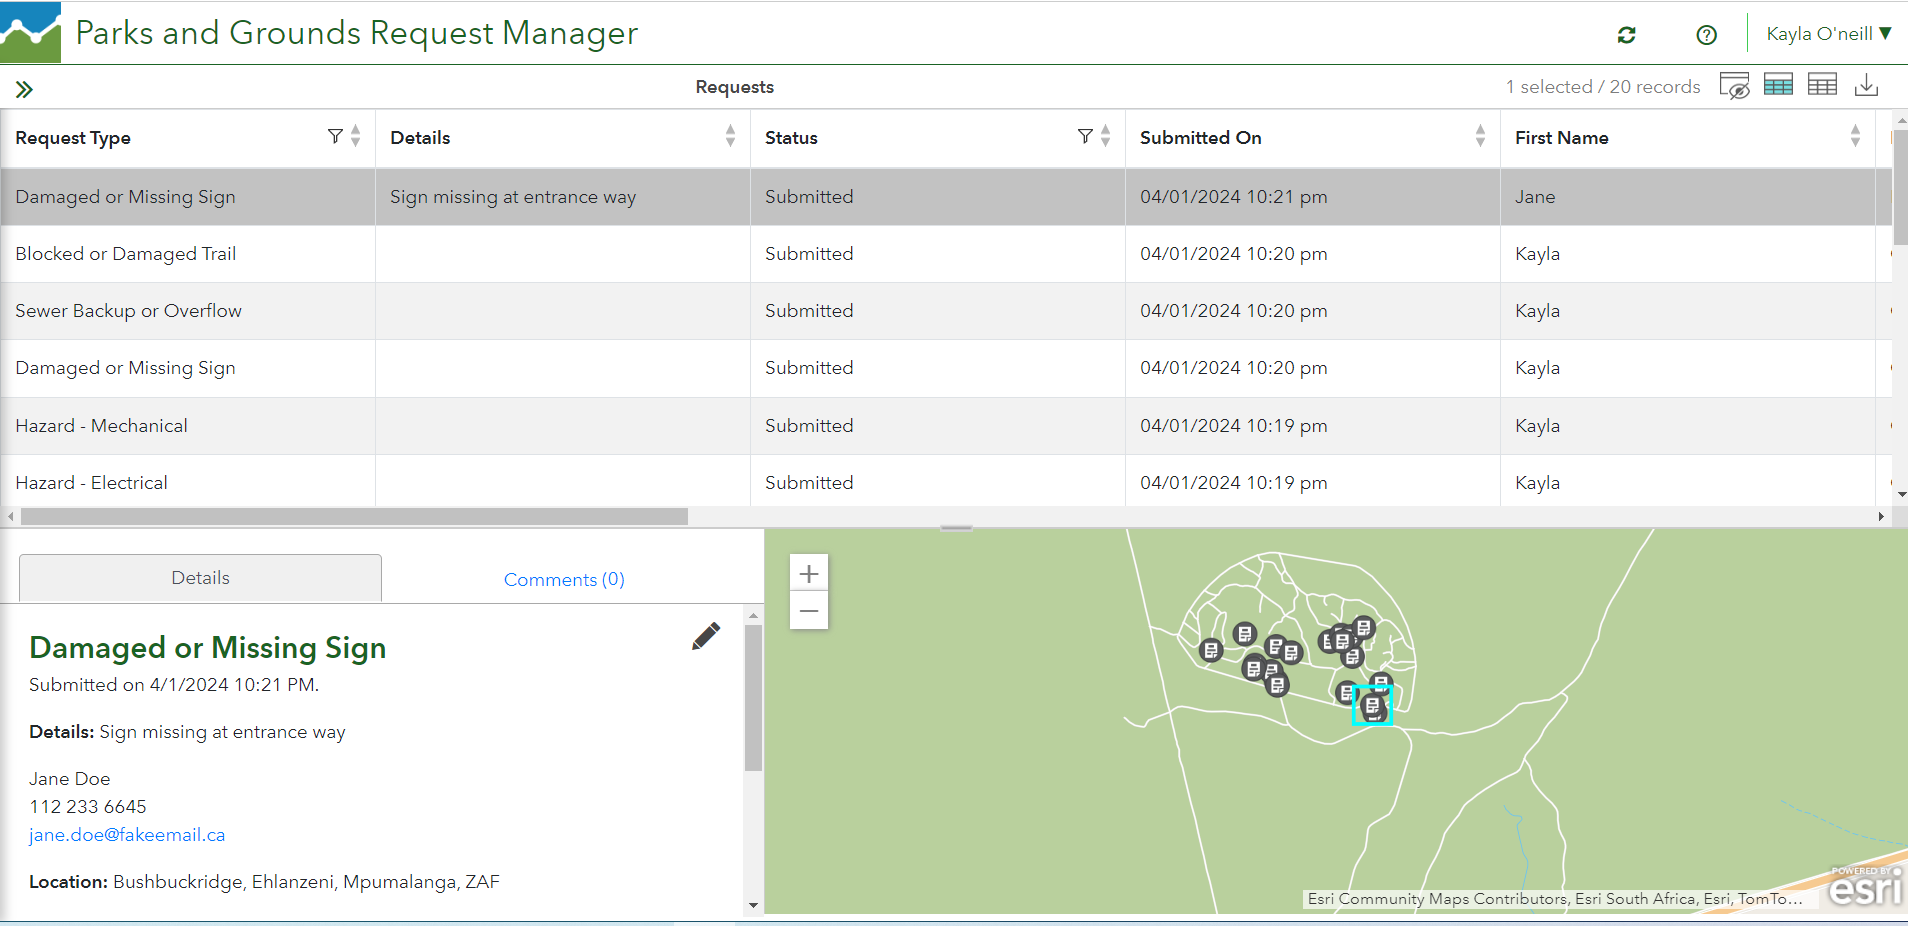 Parks and Grounds Request Manager
Kayla O'neill ▼
Requests
1 selected / 20 records
Request Type Details Status Submitted On First Name
Damaged or Missing Sign Sign missing at entrance way Submitted 04/01/2024 10:21 pm Jane
Blocked or Damaged Trail Submitted 04/01/2024 10:20 pm Kayla
Sewer Backup or Overflow Submitted 04/01/2024 10:20 pm Kayla
Damaged or Missing Sign Submitted 04/01/2024 10:20 pm Kayla
Hazard - Mechanical Submitted 04/01/2024 10:19 pm Kayla
Hazard - Electrical Submitted 04/01/2024 10:19 pm Kayla
Details
Comments (0)
Damaged or Missing Sign
Submitted on 4/1/2024 10:21 PM.
Details: Sign missing at entrance way
Jane Doe
112 233 6645
jane.doe@fakeemail.ca
Location: Bushbuckridge, Ehlanzeni, Mpumalanga, ZAF
+
−
POWERED BY
esri
Esri Community Maps Contributors, Esri South Africa, Esri, TomTo...